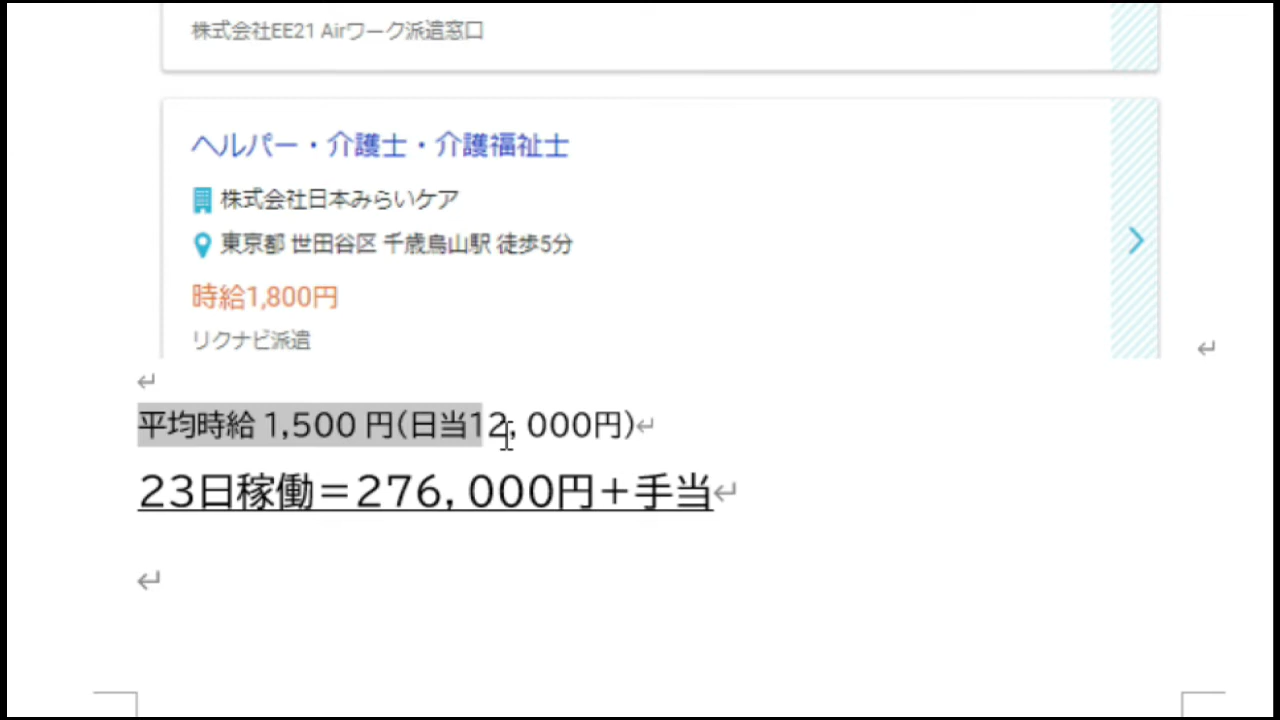 株式会社EE21 Airワーク派遣窓口
ヘルパー・介護士・介護福祉士
株式会社日本みらいケア
東京都 世田谷区 千歳烏山駅 徒歩5分
時給1,800円
リクナビ派遣
平均時給 1,500 円(日当12,000円)
23日稼働＝276,000円＋手当